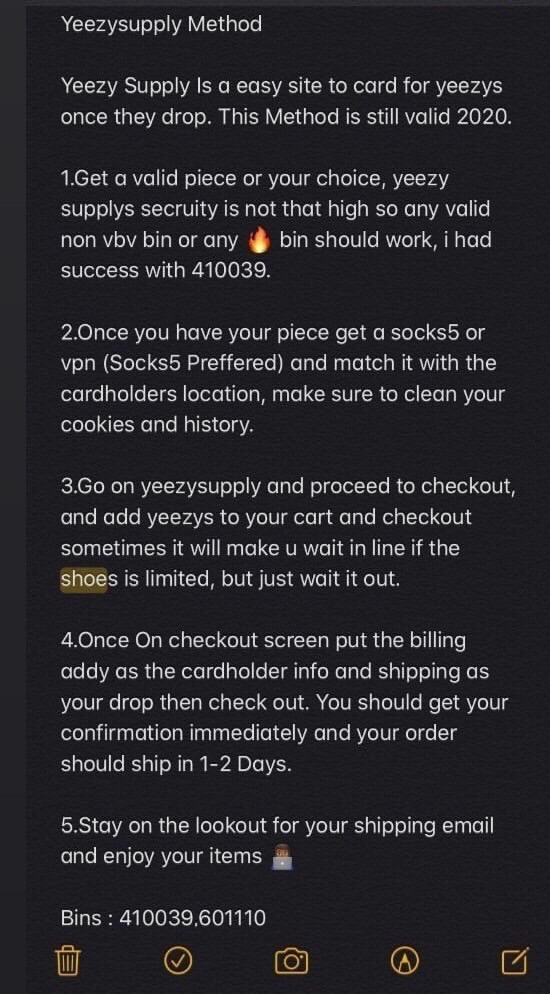 Yeezysupply Method
Yeezy Supply Is a easy site to card for yeezys
once they drop. This Method is still valid 2020.
1.Get a valid piece or your choice, yeezy
supplys secruity is not that high so any valid
non vbv bin or any 🔥 bin should work, i had
success with 410039.
2.Once you have your piece get a socks5 or
vpn (Socks5 Preffered) and match it with the
cardholders location, make sure to clean your
cookies and history.
3.Go on yeezysupply and proceed to checkout,
and add yeezys to your cart and checkout
sometimes it will make u wait in line if the
shoes is limited, but just wait it out.
4.Once On checkout screen put the billing
addy as the cardholder info and shipping as
your drop then check out. You should get your
confirmation immediately and your order
should ship in 1-2 Days.
5.Stay on the lookout for your shipping email
and enjoy your items 👨🏾‍💻
Bins : 410039,601110